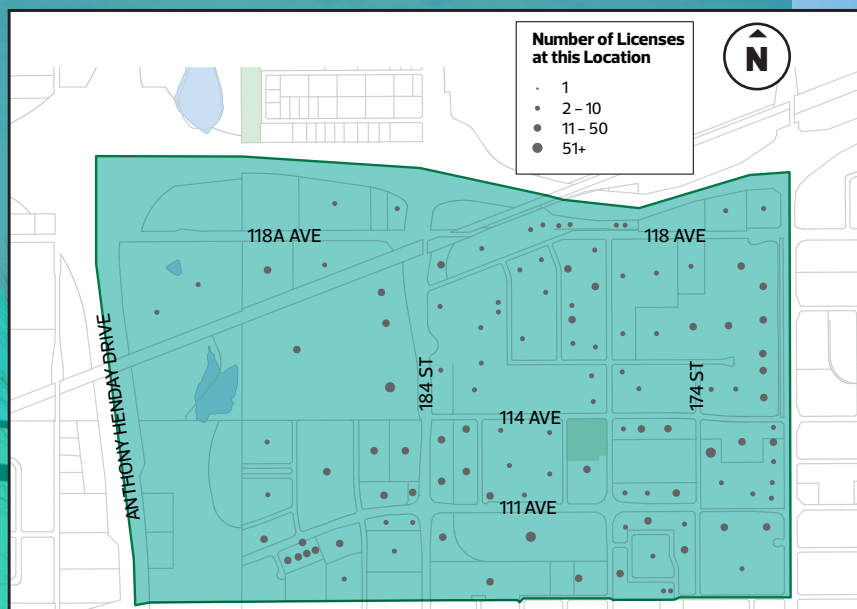 Number of Licenses
at this Location
1
2 – 10
11 – 50
51+
N
118A AVE
118 AVE
ANTHONY HENDAY DRIVE
184 ST
174 ST
114 AVE
111 AVE